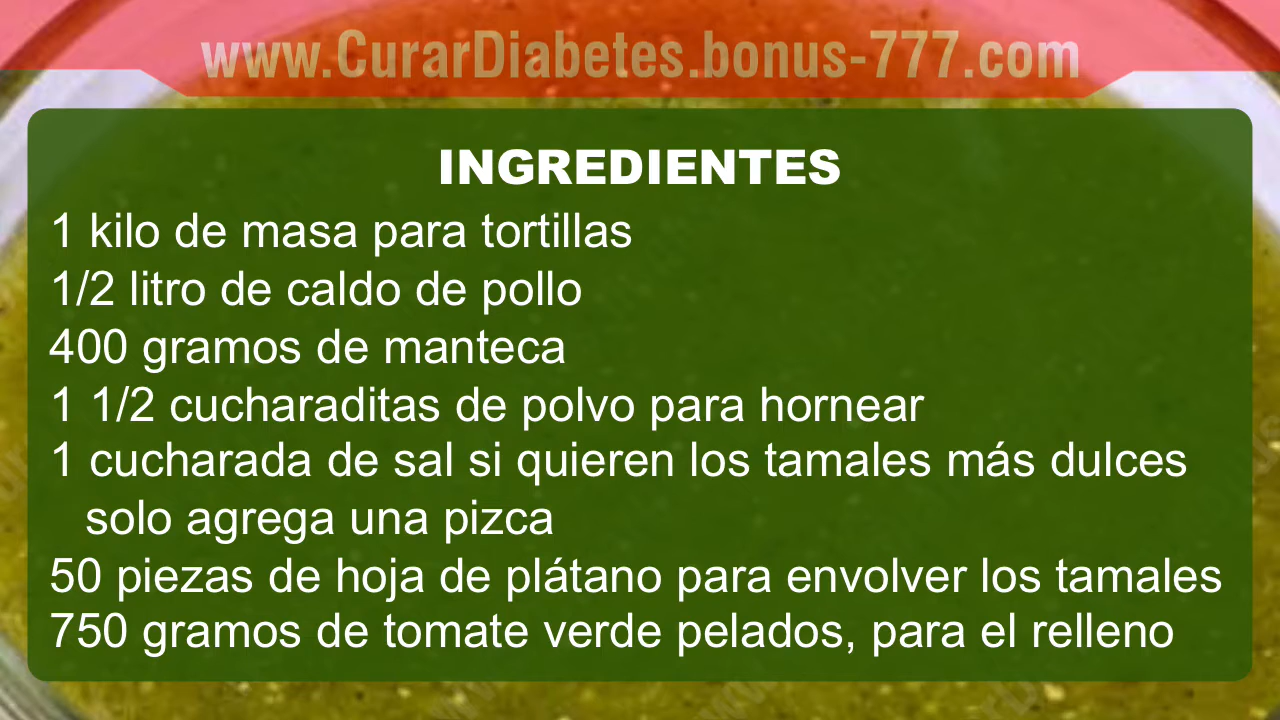 www.CurarDiabetes.bonus-777.com
INGREDIENTES
1 kilo de masa para tortillas
1/2 litro de caldo de pollo
400 gramos de manteca
1 1/2 cucharaditas de polvo para hornear
1 cucharada de sal si quieren los tamales más dulces
solo agrega una pizca
50 piezas de hoja de plátano para envolver los tamales
750 gramos de tomate verde pelados, para el relleno